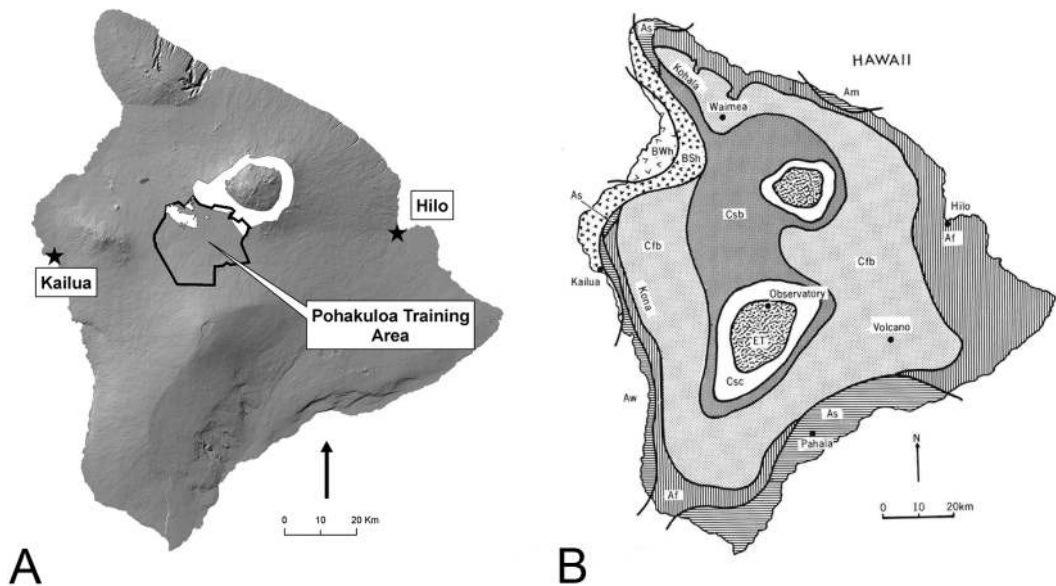 Hilo
Kailua
Pohakuloa Training
Area
0 10 20 Km
A
HAWAII
As
Kohala
Am
Waimea
BWh
BSh
As
Csb
Hilo
Af
Cfb
Cfb
Kailua
Kona
Observatory
Volcano
ET
Csc
Aw
As
Pahala
N
Af
0 10 20km
B